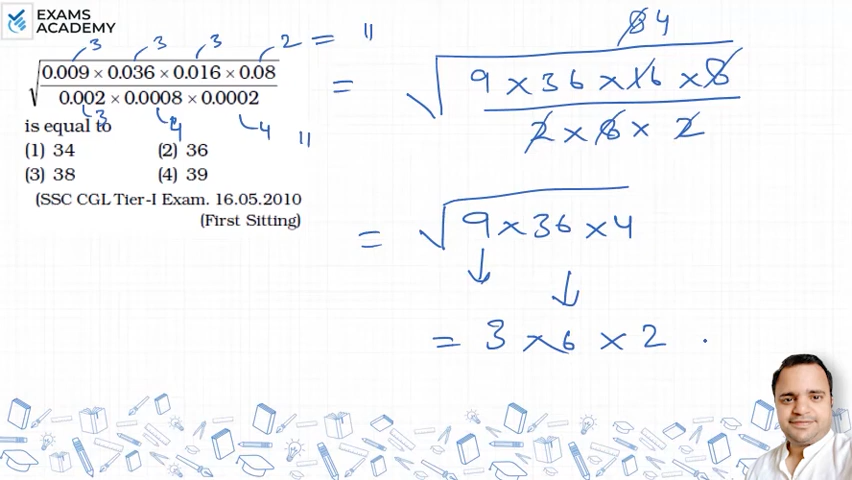 EXAMS
ACADEMY
3 3 3 2 = 11
√(0.009 × 0.036 × 0.016 × 0.08 / 0.002 × 0.0008 × 0.0002)
3 4 4 11
is equal to
(1) 34 (2) 36
(3) 38 (4) 39
(SSC CGL Tier-I Exam. 16.05.2010
(First Sitting)
8 4
= √(9 × 36 × 16 × 8 / 2 × 8 × 2)
= √(9 × 36 × 4)
= 3 × 6 × 2 .